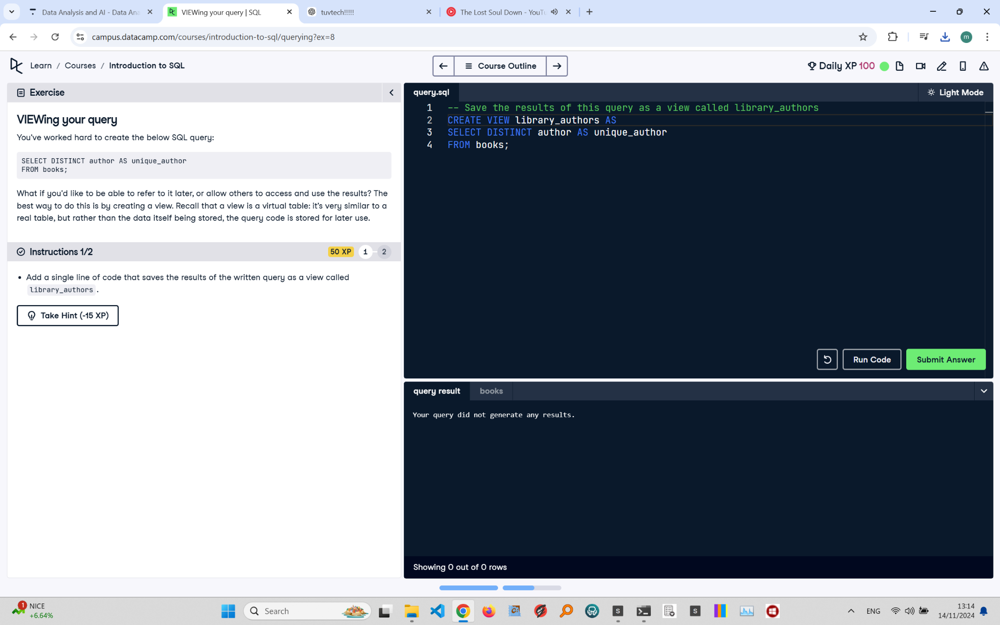 Data Analysis and AI - Data Ana
VIEWing your query | SQL
tuvtech!!!!!
The Lost Soul Down - YouTu
campus.datacamp.com/courses/introduction-to-sql/querying?ex=8
m
Learn / Courses / Introduction to SQL
Course Outline
Daily XP 100
Exercise
VIEWing your query
You've worked hard to create the below SQL query:
SELECT DISTINCT author AS unique_author
FROM books;
What if you'd like to be able to refer to it later, or allow others to access and use the results? The
best way to do this is by creating a view. Recall that a view is a virtual table: it's very similar to a
real table, but rather than the data itself being stored, the query code is stored for later use.
Instructions 1/2
50 XP
1
2
Add a single line of code that saves the results of the written query as a view called
library_authors .
Take Hint (-15 XP)
query.sql
Light Mode
1 -- Save the results of this query as a view called library_authors
2 CREATE VIEW library_authors AS
3 SELECT DISTINCT author AS unique_author
4 FROM books;
Run Code
Submit Answer
query result
books
Your query did not generate any results.
Showing 0 out of 0 rows
1
NICE
+6.64%
Search
S
S
ENG
13:14
14/11/2024